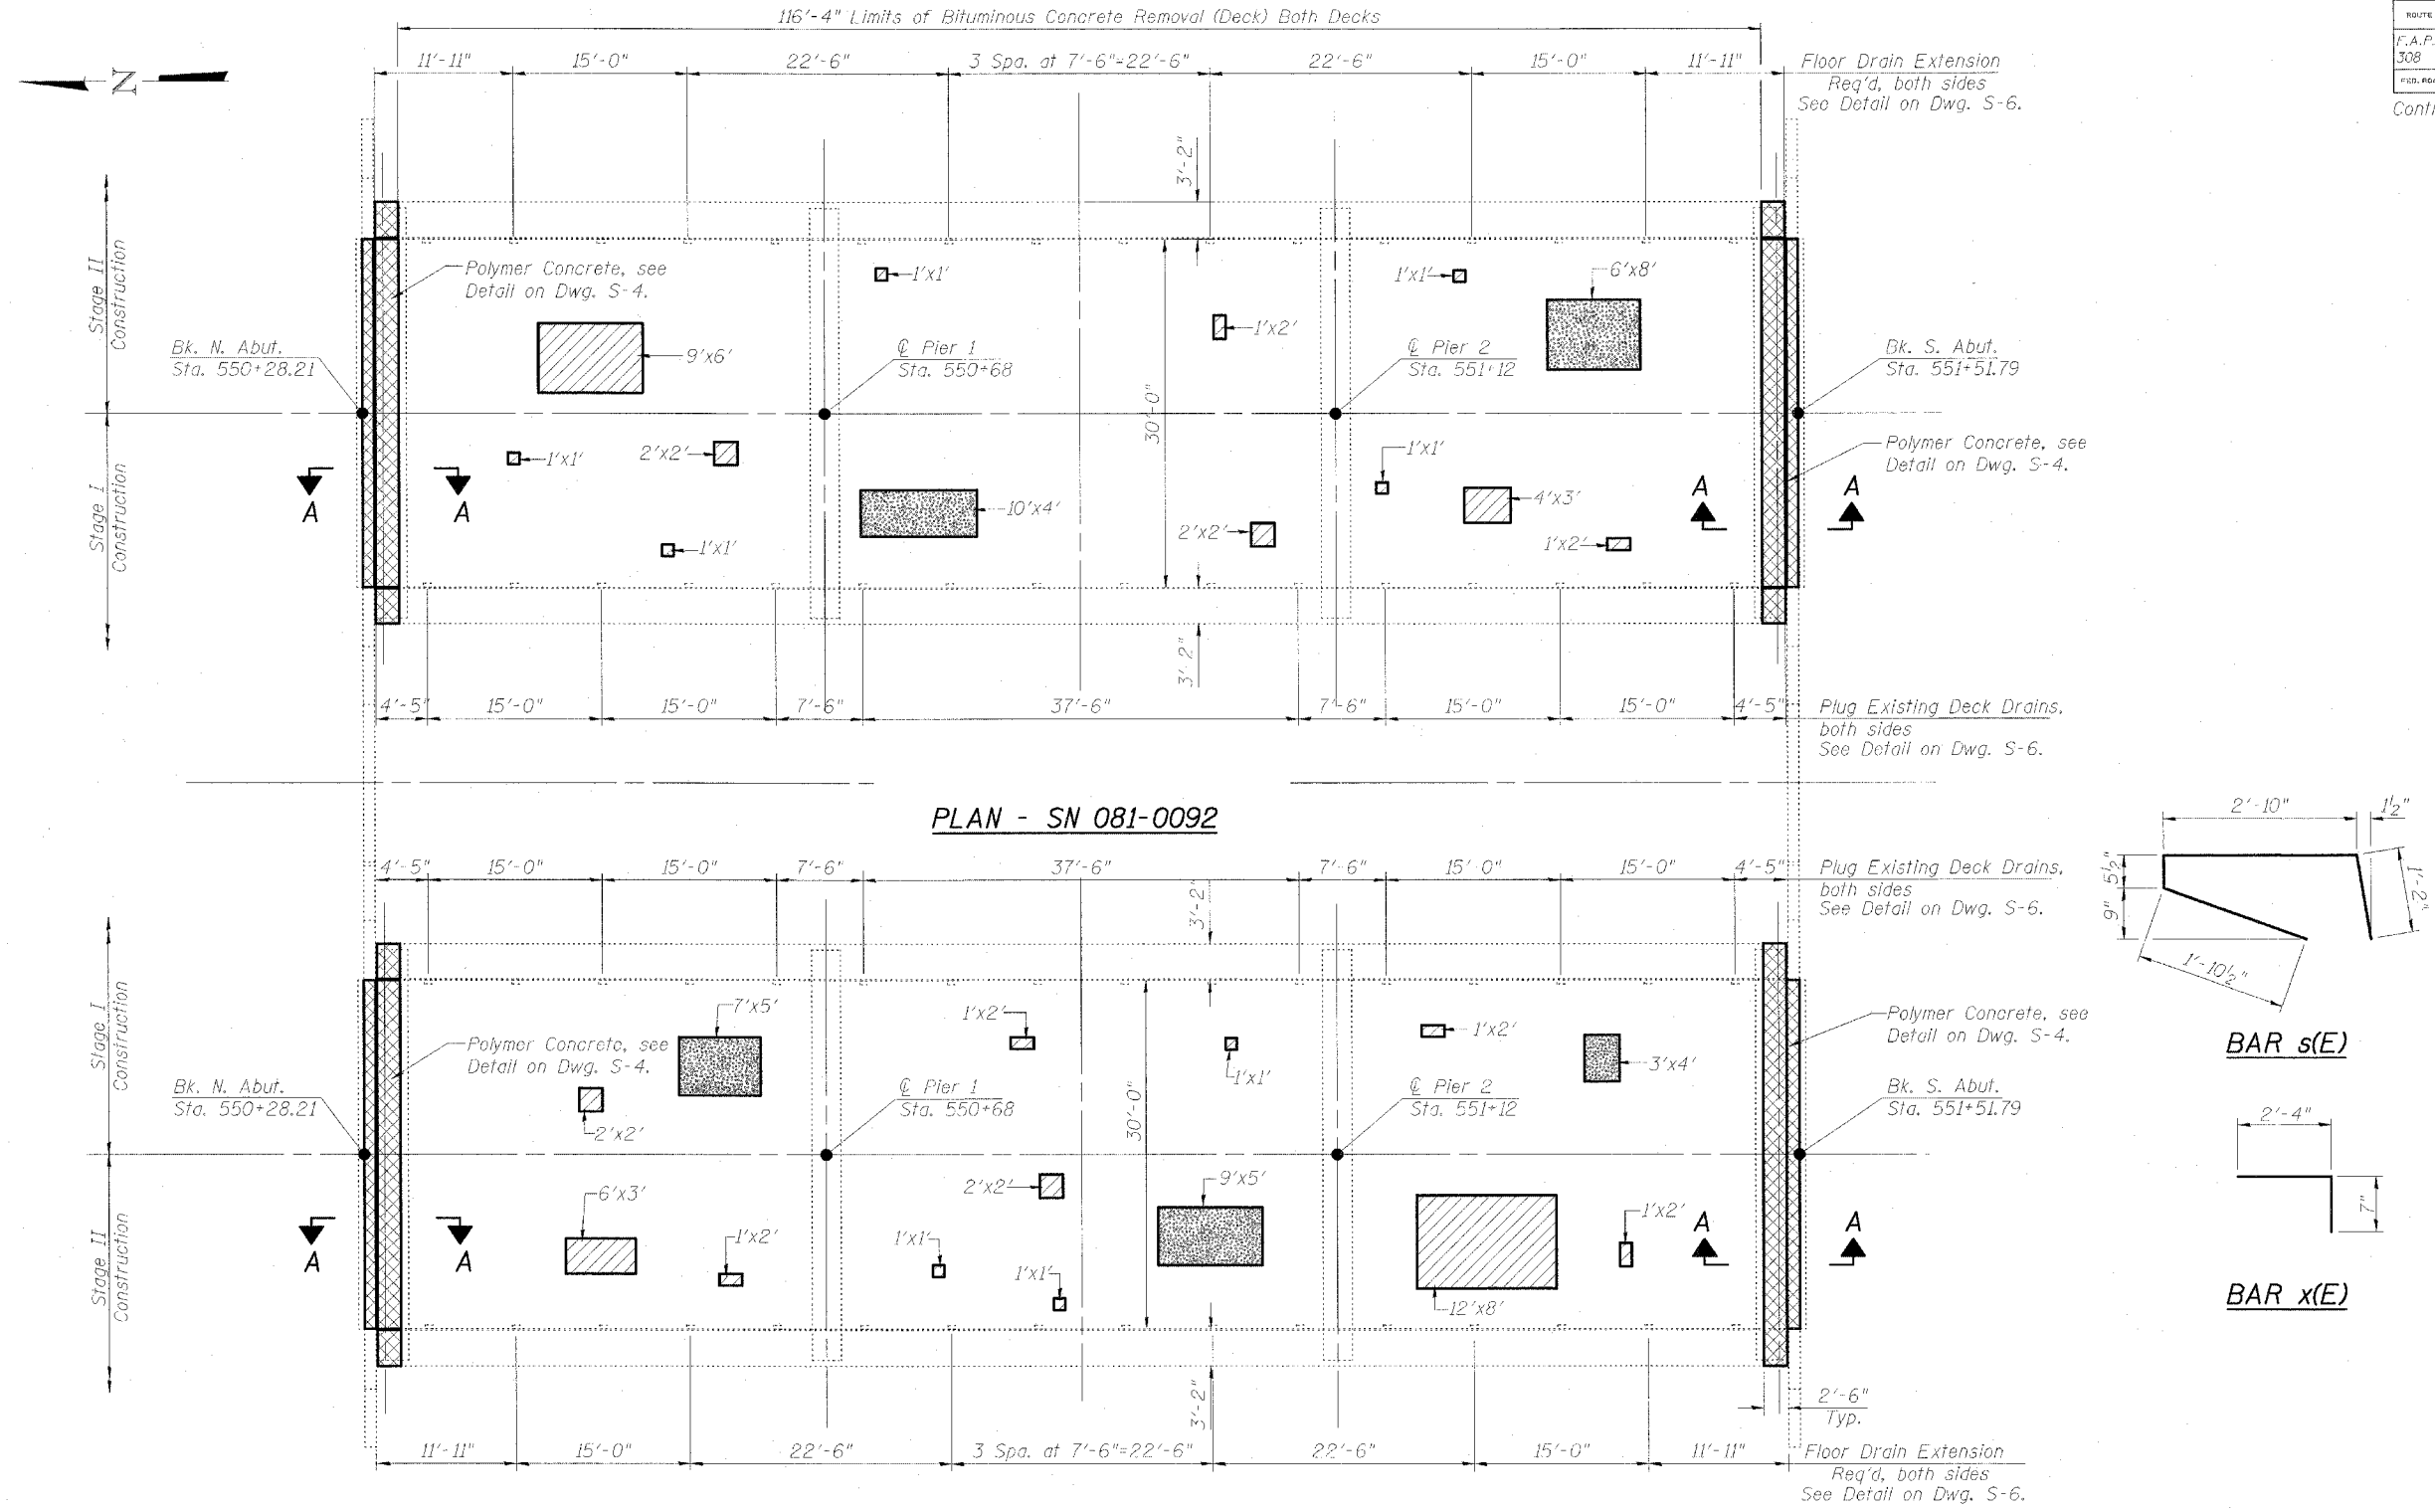 116'-4" Limits of Bituminous Concrete Removal (Deck) Both Decks
ROUTE
F.A.P.
308
Cont
N
11'-11" 15'-0" 22'-6" 3 Spa. at 7'-6"=22'-6" 22'-6" 15'-0" 11'-11"
Floor Drain Extension
Req'd, both sides
See Detail on Dwg. S-6.
3'-2"
Stage II
Construction
Stage I
Construction
Polymer Concrete, see
Detail on Dwg. S-4.
1'x1'
1'x1'
6'x8'
1'x2'
9'x6'
Bk. N. Abut.
Sta. 550+28.21
℄ Pier 1
Sta. 550+68
℄ Pier 2
Sta. 551+12
Bk. S. Abut.
Sta. 551+51.79
30'-0"
Polymer Concrete, see
Detail on Dwg. S-4.
1'x1'
2'x2'
1'x1'
A A
10'x4'
4'x3'
A A
1'x1'
2'x2'
1'x2'
3'-2"
4'-5" 15'-0" 15'-0" 7'-6" 37'-6" 7'-6" 15'-0" 15'-0" 4'-5"
Plug Existing Deck Drains,
both sides
See Detail on Dwg. S-6.
PLAN - SN 081-0092
4'-5" 15'-0" 15'-0" 7'-6" 37'-6" 7'-6" 15'-0" 15'-0" 4'-5"
Plug Existing Deck Drains,
both sides
See Detail on Dwg. S-6.
3'-2"
Stage I
Construction
Stage II
Construction
7'x5'
1'x2'
1'x1'
1'x2'
3'x4'
Polymer Concrete, see
Detail on Dwg. S-4.
Polymer Concrete, see
Detail on Dwg. S-4.
Bk. N. Abut.
Sta. 550+28.21
2'x2'
℄ Pier 1
Sta. 550+68
30'-0"
℄ Pier 2
Sta. 551+12
Bk. S. Abut.
Sta. 551+51.79
6'x3'
2'x2'
9'x5'
1'x2'
A A
1'x2'
1'x1'
1'x1'
12'x8'
A A
3'-2"
2'-6"
Typ.
11'-11" 15'-0" 22'-6" 3 Spa. at 7'-6"=22'-6" 22'-6" 15'-0" 11'-11"
Floor Drain Extension
Req'd, both sides
See Detail on Dwg. S-6.
2'-10" 1½"
5½"
9"
1'-2"
1'-10½"
BAR s(E)
2'-4"
7"
BAR x(E)